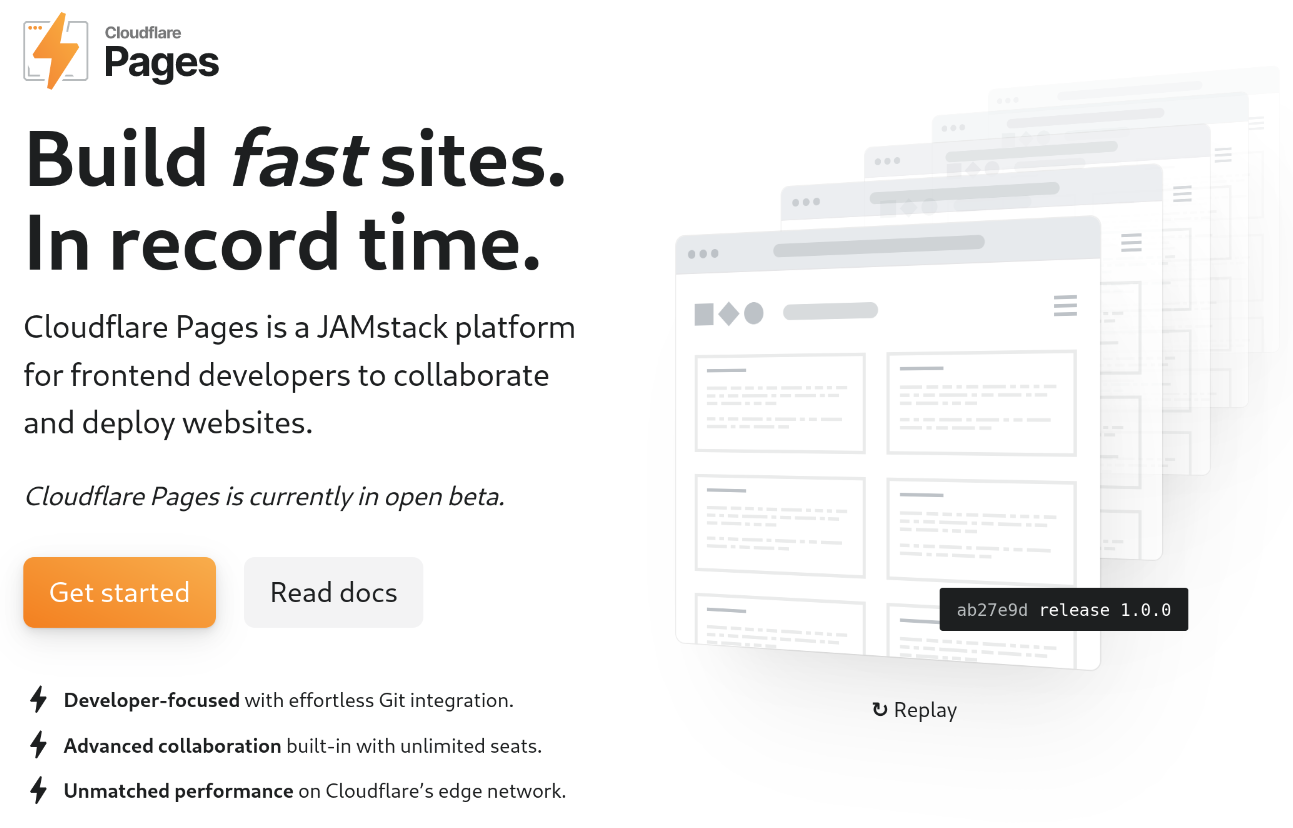 Cloudflare
Pages
Build fast sites.
In record time.
Cloudflare Pages is a JAMstack platform
for frontend developers to collaborate
and deploy websites.
Cloudflare Pages is currently in open beta.
Get started
Read docs
Developer-focused with effortless Git integration.
Advanced collaboration built-in with unlimited seats.
Unmatched performance on Cloudflare’s edge network.
ab27e9d release 1.0.0
↻ Replay